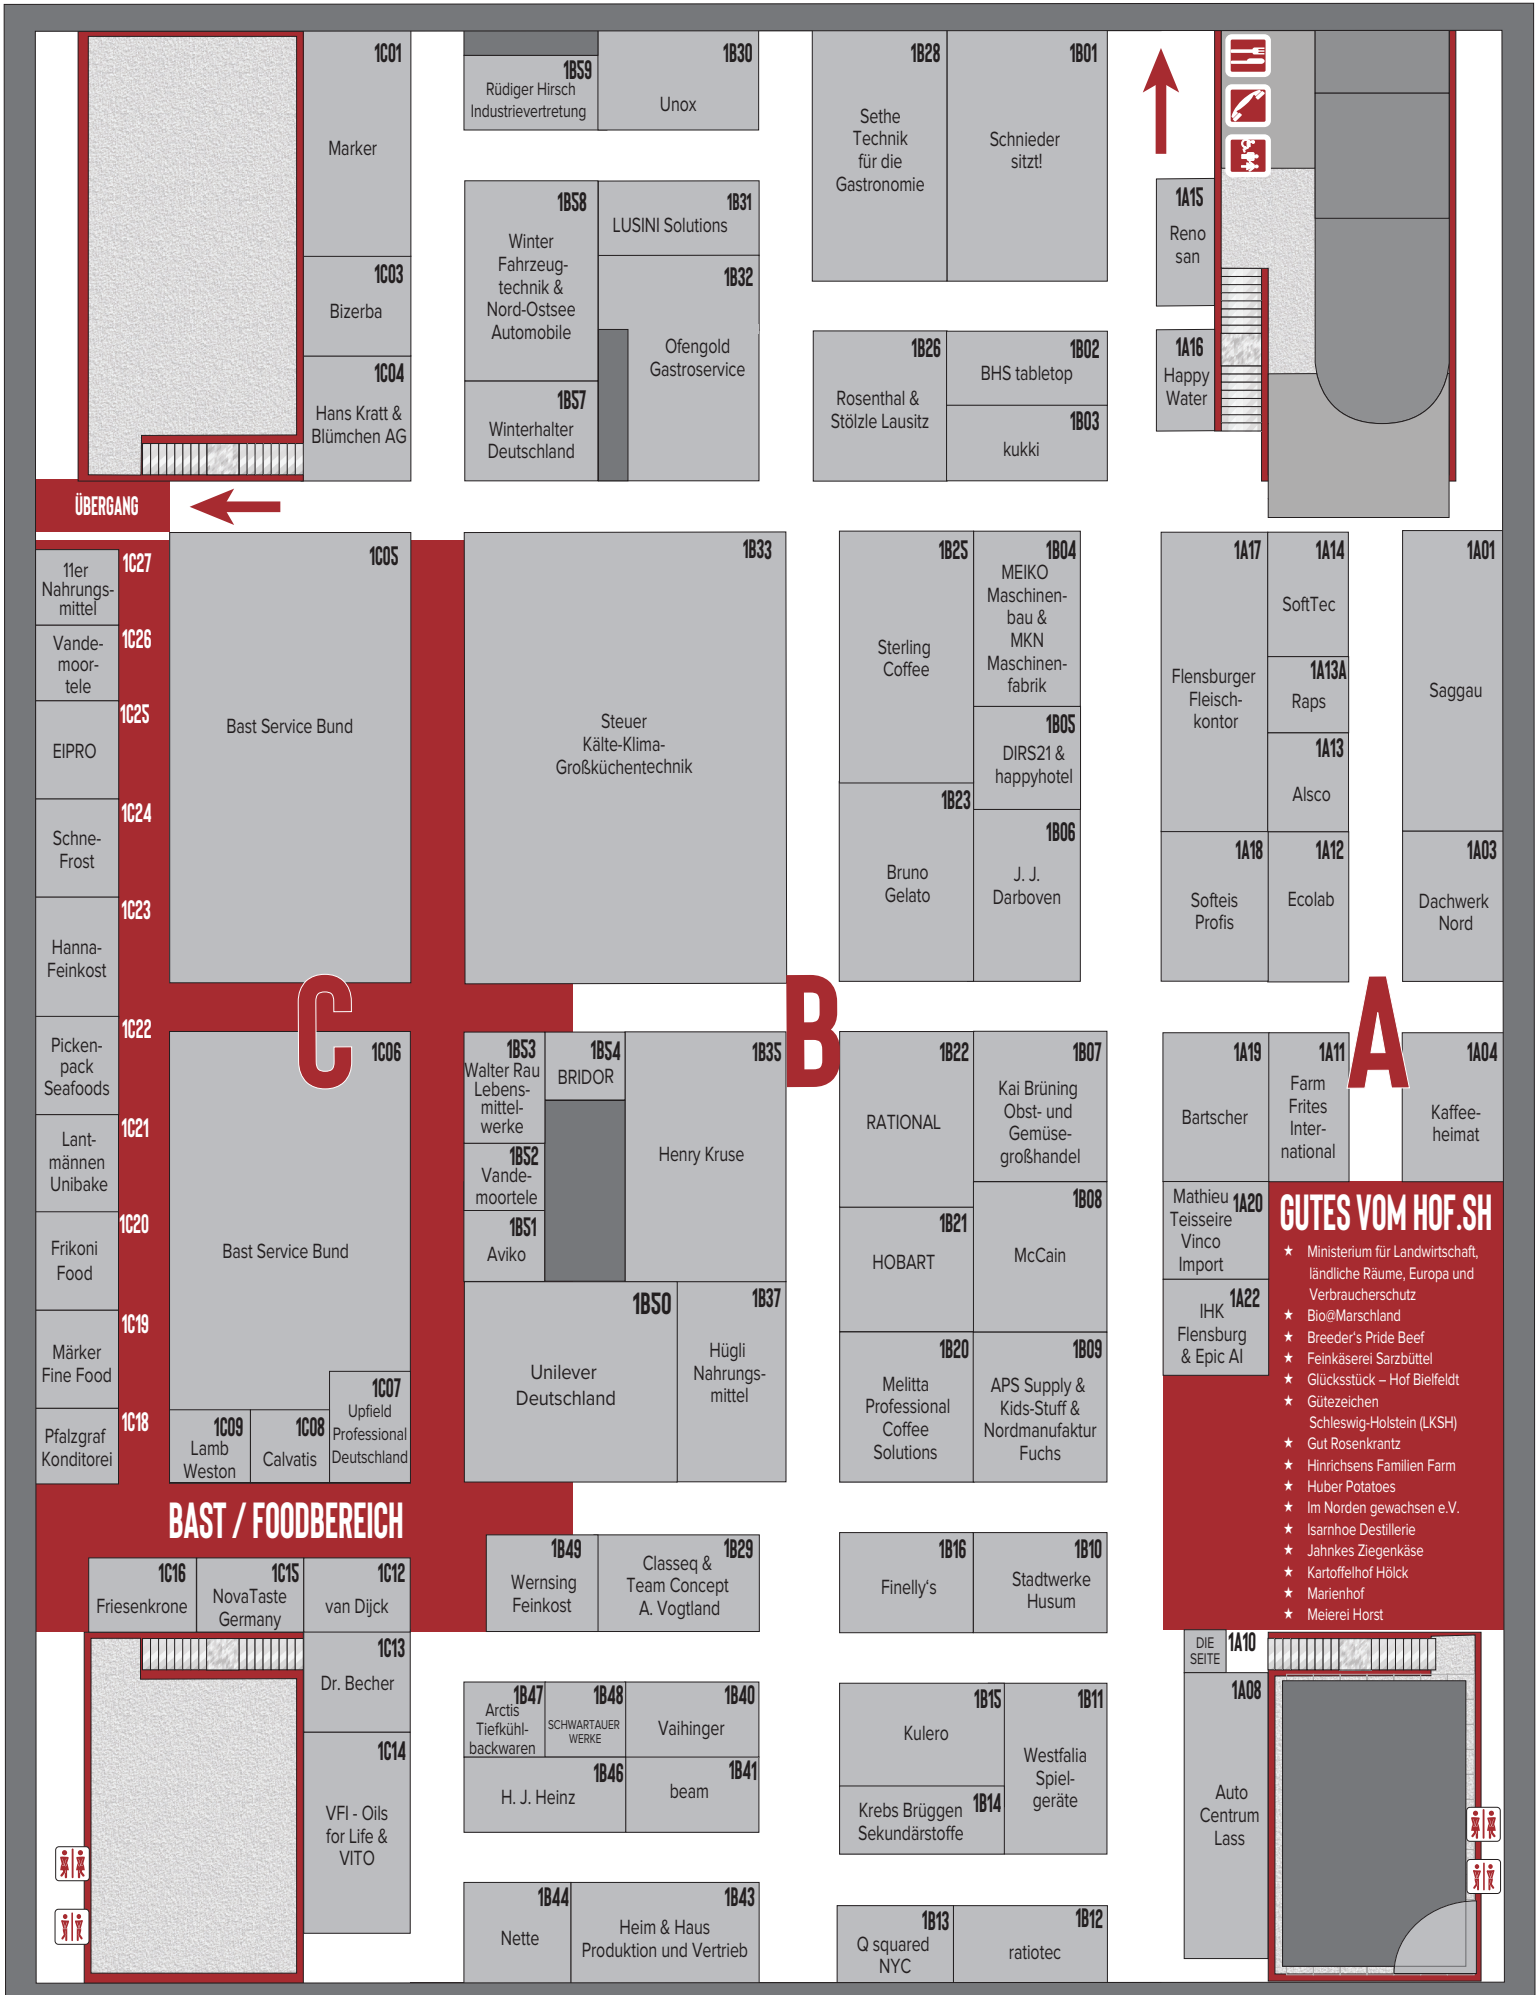 1C01
Marker
1C03
Bizerba
1C04
Hans Kratt &
Blümchen AG
ÜBERGANG
1B59
Rüdiger Hirsch
Industrievertretung
1B30
Unox
1B58
Winter
Fahrzeug-
technik &
Nord-Ostsee
Automobile
1B31
LUSINI Solutions
1B32
Ofengold
Gastroservice
1B57
Winterhalter
Deutschland
1B28
Sethe
Technik
für die
Gastronomie
1B01
Schnieder
sitzt!
1B26
Rosenthal &
Stölzle Lausitz
1B02
BHS tabletop
1B03
kukki
1A15
Reno
san
1A16
Happy
Water
1C27
11er
Nahrungs-
mittel
1C26
Vande-
moor-
tele
1C25
EIPRO
1C24
Schne-
Frost
1C23
Hanna-
Feinkost
1C22
Picken-
pack
Seafoods
1C21
Lant-
männen
Unibake
1C20
Frikoni
Food
1C19
Märker
Fine Food
1C18
Pfalzgraf
Konditorei
1C05
Bast Service Bund
C
1C06
Bast Service Bund
1C07
Upfield
Professional
Deutschland
1C09
Lamb
Weston
1C08
Calvatis
BAST / FOODBEREICH
1C16
Friesenkrone
1C15
NovaTaste
Germany
1C12
van Dijck
1C13
Dr. Becher
1C14
VFI - Oils
for Life &
VITO
1B33
Steuer
Kälte-Klima-
Großküchentechnik
B
1B53
Walter Rau
Lebens-
mittel-
werke
1B54
BRIDOR
1B35
Henry Kruse
1B52
Vande-
moortele
1B51
Aviko
1B50
Unilever
Deutschland
1B37
Hügli
Nahrungs-
mittel
1B49
Wernsing
Feinkost
1B29
Classeq &
Team Concept
A. Vogtland
1B47
Arctis
Tiefkühl-
backwaren
1B48
SCHWARTAUER
WERKE
1B40
Vaihinger
1B46
H. J. Heinz
1B41
beam
1B44
Nette
1B43
Heim & Haus
Produktion und Vertrieb
1B25
Sterling
Coffee
1B04
MEIKO
Maschinen-
bau &
MKN
Maschinen-
fabrik
1B05
DIRS21 &
happyhotel
1B23
Bruno
Gelato
1B06
J. J.
Darboven
1B22
RATIONAL
1B07
Kai Brüning
Obst- und
Gemüse-
großhandel
1B21
HOBART
1B08
McCain
1B20
Melitta
Professional
Coffee
Solutions
1B09
APS Supply &
Kids-Stuff &
Nordmanufaktur
Fuchs
1B16
Finelly's
1B10
Stadtwerke
Husum
1B15
Kulero
1B11
Westfalia
Spiel-
geräte
1B14
Krebs Brüggen
Sekundärstoffe
1B13
Q squared
NYC
1B12
ratiotec
1A17
Flensburger
Fleisch-
kontor
1A14
SoftTec
1A13A
Raps
1A13
Alsco
1A18
Softeis
Profis
1A12
Ecolab
1A01
Saggau
1A03
Dachwerk
Nord
A
1A19
Bartscher
1A11
Farm
Frites
Inter-
national
1A04
Kaffee-
heimat
1A20
Mathieu
Teisseire
Vinco
Import
1A22
IHK
Flensburg
& Epic AI
GUTES VOM HOF.SH
★ Ministerium für Landwirtschaft,
ländliche Räume, Europa und
Verbraucherschutz
★ Bio@Marschland
★ Breeder's Pride Beef
★ Feinkäserei Sarzbüttel
★ Glücksstück – Hof Bielfeldt
★ Gütezeichen
Schleswig-Holstein (LKSH)
★ Gut Rosenkrantz
★ Hinrichsens Familien Farm
★ Huber Potatoes
★ Im Norden gewachsen e.V.
★ Isarnhoe Destillerie
★ Jahnkes Ziegenkäse
★ Kartoffelhof Hölck
★ Marienhof
★ Meierei Horst
DIE
SEITE
1A10
1A08
Auto
Centrum
Lass